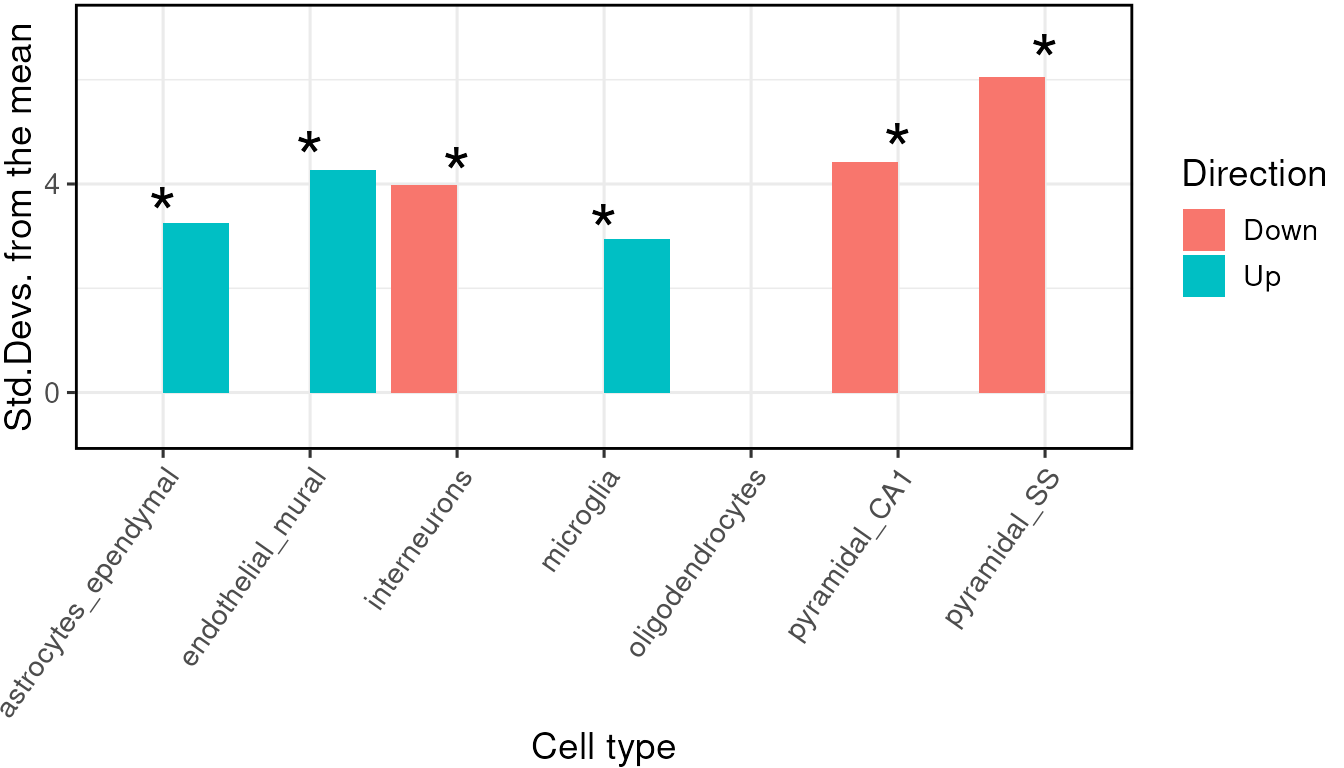 Std.Devs. from the mean
4
0
*
*
*
*
*
*
astrocytes_ependymal
endothelial_mural
interneurons
microglia
oligodendrocytes
pyramidal_CA1
pyramidal_SS
Cell type
Direction
Down
Up